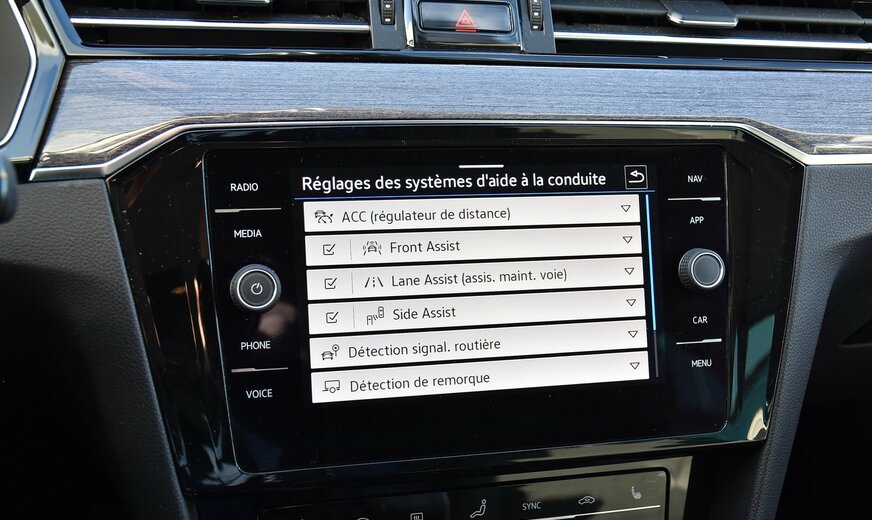 Réglages des systèmes d'aide à la conduite
ACC (régulateur de distance)
Front Assist
Lane Assist (assis. maint. voie)
Side Assist
Détection signal. routière
Détection de remorque
RADIO
MEDIA
PHONE
VOICE
NAV
APP
CAR
MENU
SYNC